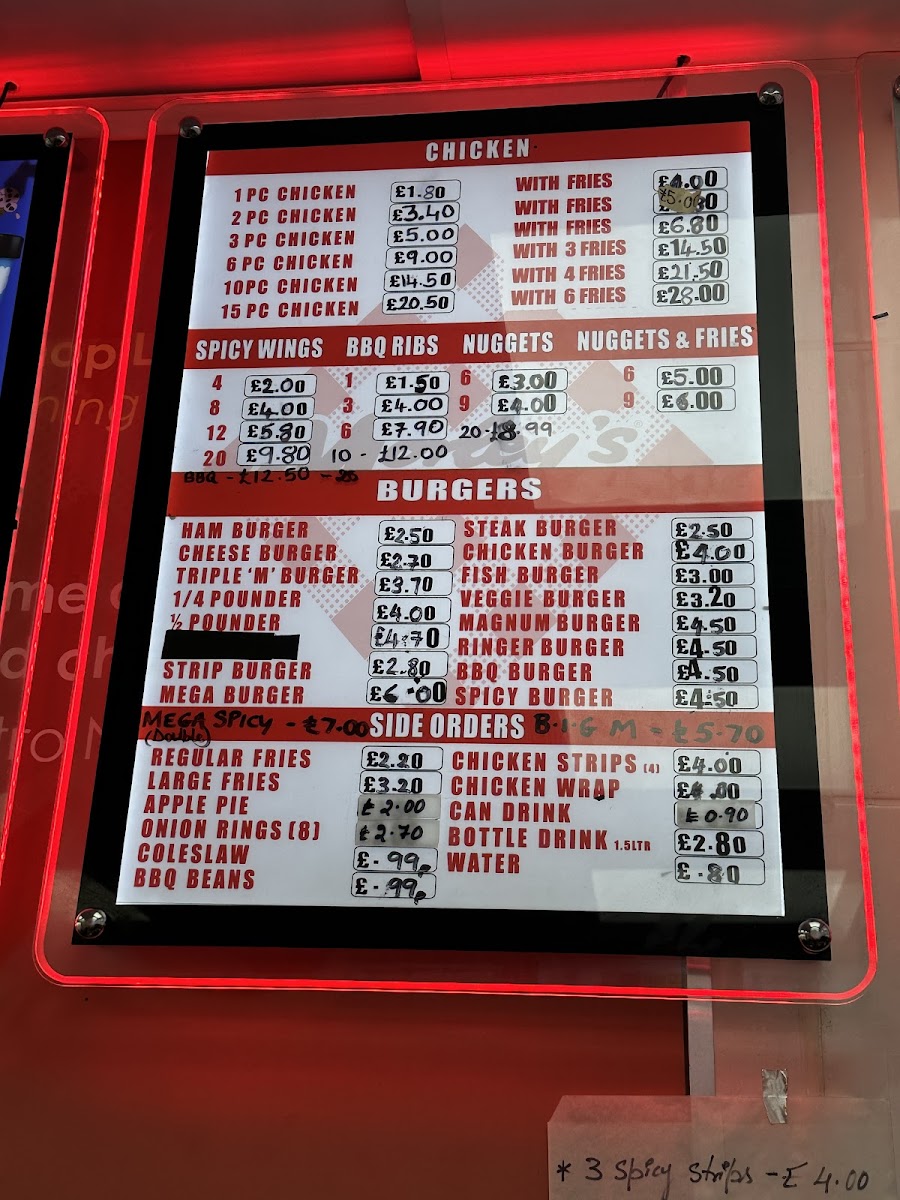 CHICKEN
1 PC CHICKEN £1.80 WITH FRIES £4.00
2 PC CHICKEN £3.40 WITH FRIES
3 PC CHICKEN £5.00 WITH FRIES £6.80
6 PC CHICKEN £9.00 WITH 3 FRIES £14.50
10PC CHICKEN £14.50 WITH 4 FRIES £21.50
15 PC CHICKEN £20.50 WITH 6 FRIES £28.00
SPICY WINGS BBQ RIBS NUGGETS NUGGETS & FRIES
4 £2.00 1 £1.50 6 £3.00 6 £5.00
8 £4.00 3 £4.00 9 £4.00 9 £6.00
12 £5.80 6 £7.90 20-£8.99
20 £9.80 10 - £12.00
BBQ - £12.50 - 20
BURGERS
HAM BURGER £2.50 STEAK BURGER £2.50
CHEESE BURGER £2.70 CHICKEN BURGER £4.00
TRIPLE 'M' BURGER £3.70 FISH BURGER £3.00
1/4 POUNDER £4.00 VEGGIE BURGER £3.20
½ POUNDER £4.70 MAGNUM BURGER £4.50
RINGER BURGER £4.50
STRIP BURGER £2.80 BBQ BURGER £4.50
MEGA BURGER £6.00 SPICY BURGER £4.50
MEGA SPICY - £7.00 SIDE ORDERS B.I.G M = £5.70
(Double)
REGULAR FRIES £2.20 CHICKEN STRIPS (4) £4.00
LARGE FRIES £3.20 CHICKEN WRAP
APPLE PIE £2.00 CAN DRINK £0.90
ONION RINGS (8) £2.70 BOTTLE DRINK 1.5LTR £2.80
COLESLAW £-99p WATER £.80
BBQ BEANS £-99p
* 3 Spicy Strips - £4.00